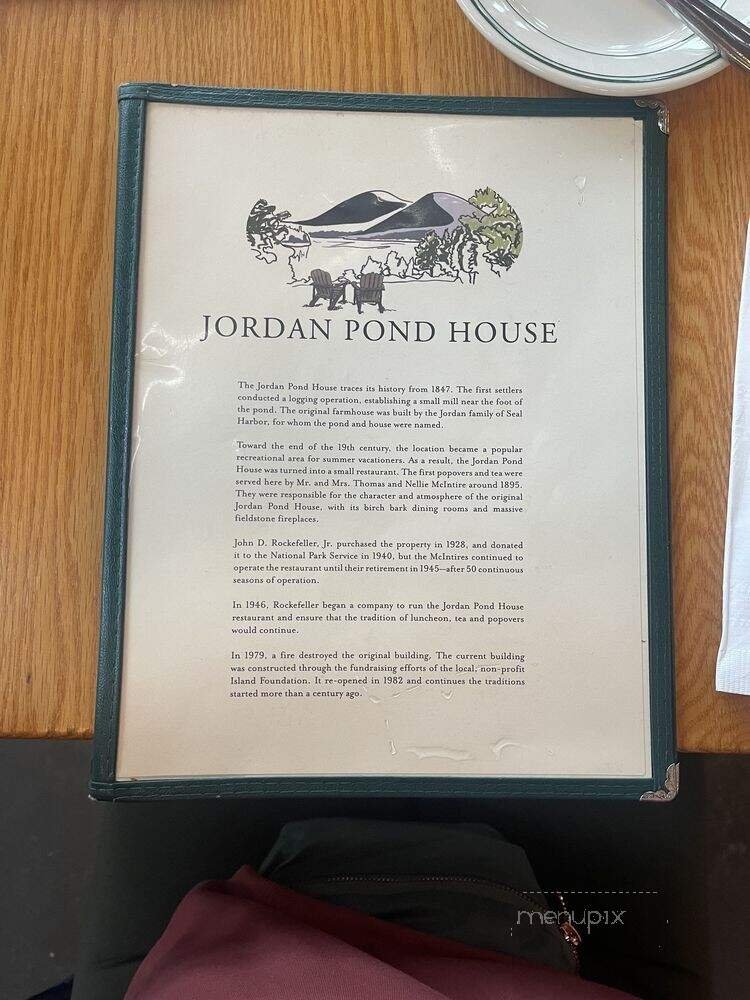 JORDAN POND HOUSE
The Jordan Pond House traces its history from 1847. The first settlers
conducted a logging operation, establishing a small mill near the foot of
the pond. The original farmhouse was built by the Jordan family of Seal
Harbor, for whom the pond and house were named.
Toward the end of the 19th century, the location became a popular
recreational area for summer vacationers. As a result, the Jordan Pond
House was turned into a small restaurant. The first popovers and tea were
served here by Mr. and Mrs. Thomas and Nellie McIntire around 1895.
They were responsible for the character and atmosphere of the original
Jordan Pond House, with its birch bark dining rooms and massive
fieldstone fireplaces.
John D. Rockefeller, Jr. purchased the property in 1928, and donated
it to the National Park Service in 1940, but the McIntires continued to
operate the restaurant until their retirement in 1945—after 50 continuous
seasons of operation.
In 1946, Rockefeller began a company to run the Jordan Pond House
restaurant and ensure that the tradition of luncheon, tea and popovers
would continue.
In 1979, a fire destroyed the original building. The current building
was constructed through the fundraising efforts of the local, non-profit
Island Foundation. It re-opened in 1982 and continues the traditions
started more than a century ago.
menupix